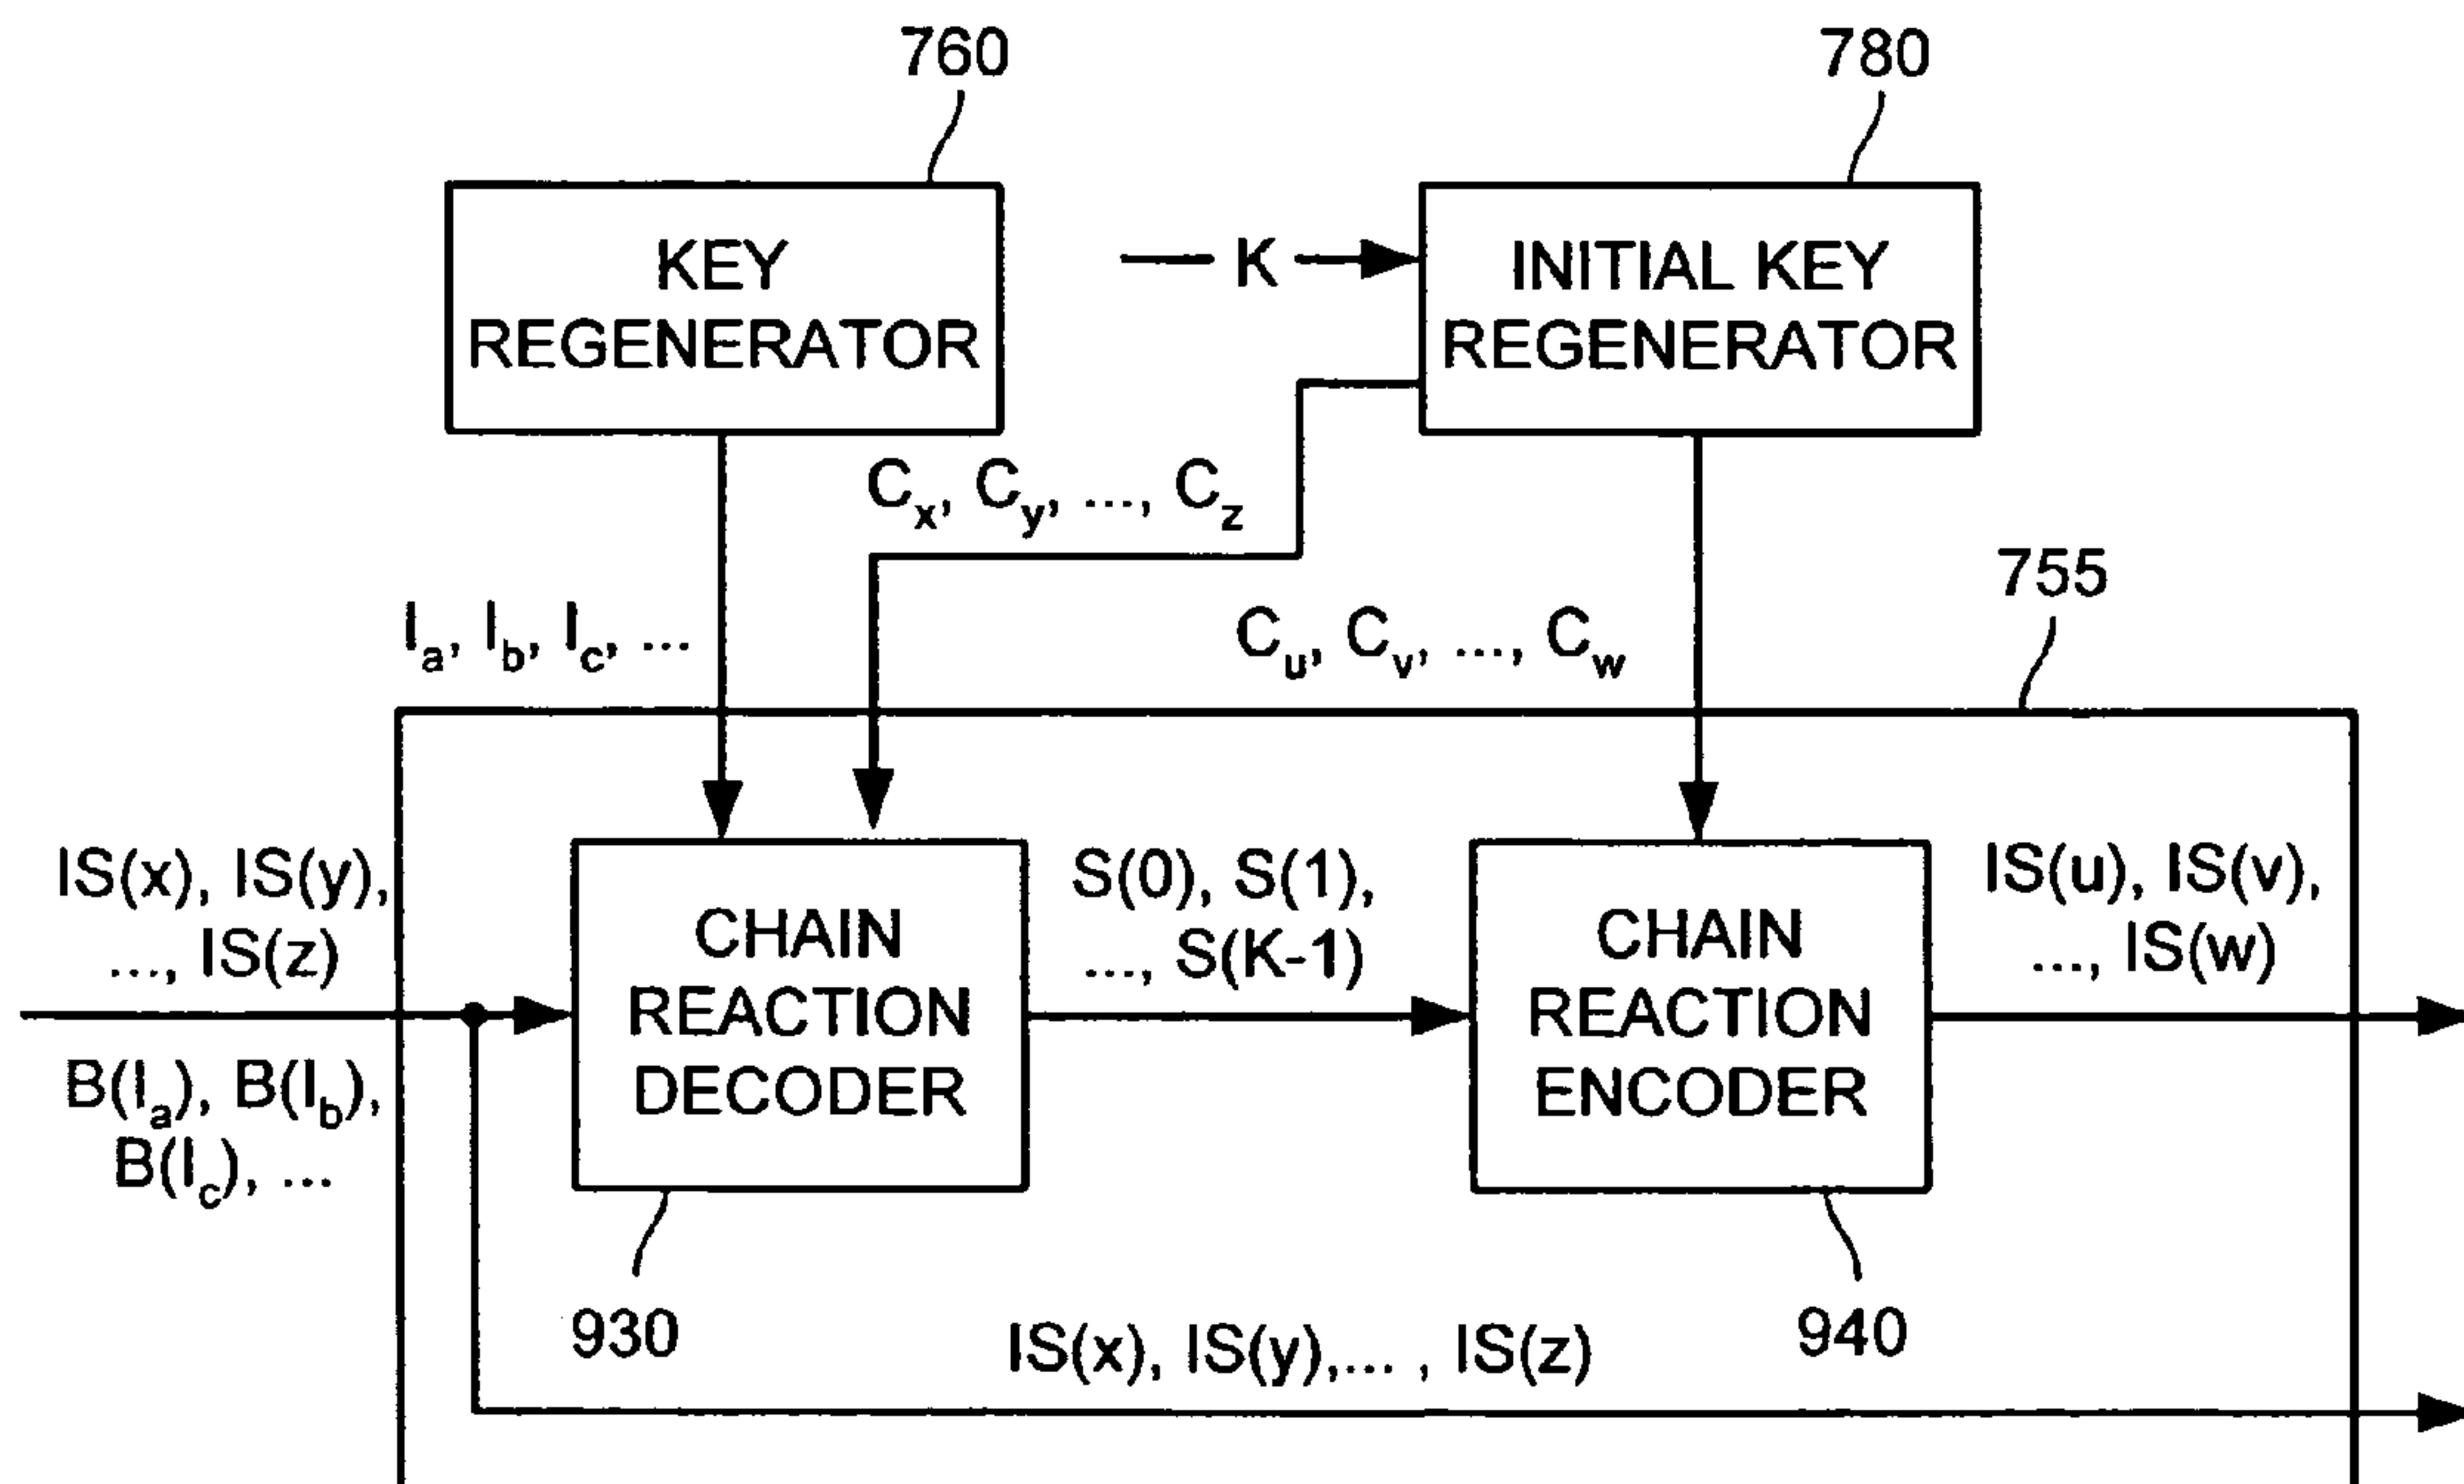 760
780
KEY
REGENERATOR
K
INITIAL KEY
REGENERATOR
Cx, Cy, ..., Cz
755
Ia, Ib, Ic, ...
Cu, Cv, ..., Cw
IS(x), IS(y),
..., IS(z)
B(Ia), B(Ib),
B(Ic), ...
CHAIN
REACTION
DECODER
S(0), S(1),
..., S(K-1)
CHAIN
REACTION
ENCODER
IS(u), IS(v),
..., IS(w)
930
940
IS(x), IS(y),... , IS(z)